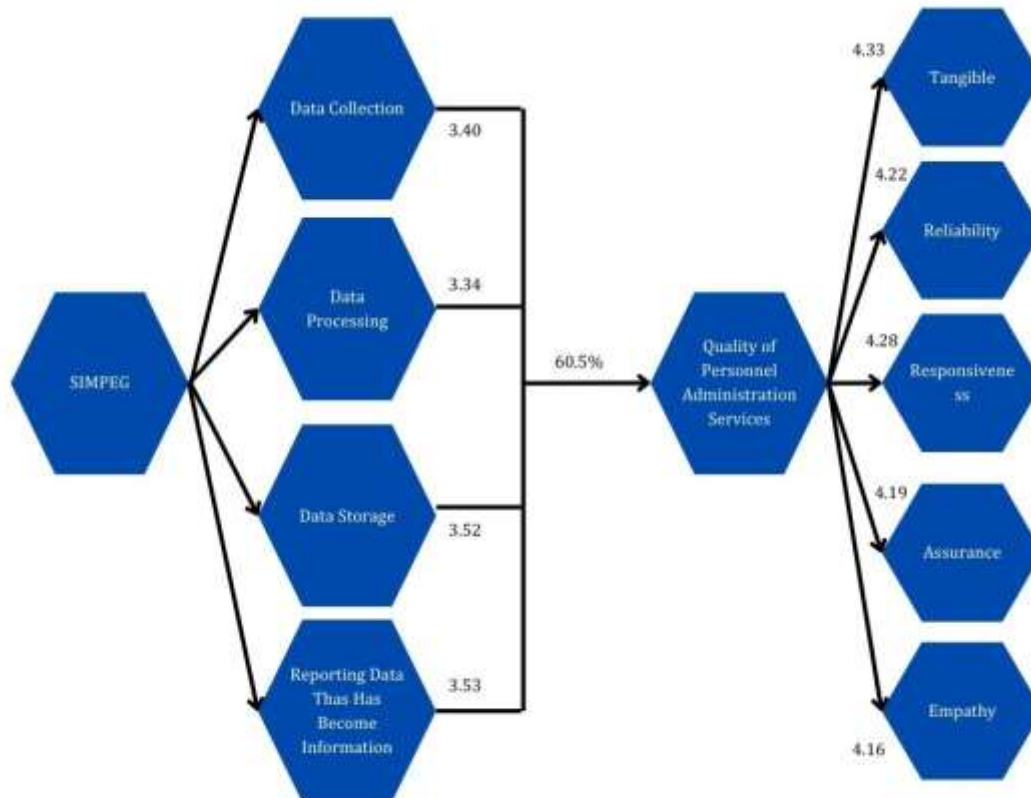 SIMPEG
Data Collection
3.40
Data
Processing
3.34
Data Storage
3.52
Reporting Data
Thas Has
Become
Information
3.53
60.5%
Quality of
Personnel
Administration
Services
4.33
Tangible
4.22
Reliability
4.28
Responsivene
ss
4.19
Assurance
4.16
Empathy